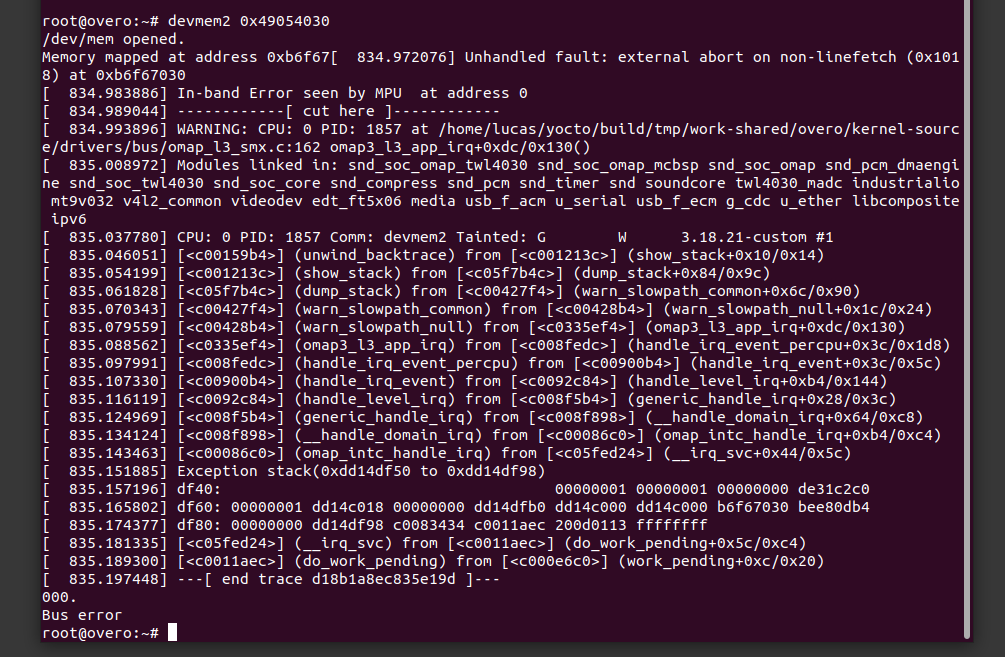 root@overo:~# devmem2 0x49054030
/dev/mem opened.
Memory mapped at address 0xb6f67[  834.972076] Unhandled fault: external abort on non-linefetch (0x101
8) at 0xb6f67030
[  834.983886] In-band Error seen by MPU  at address 0
[  834.989044] ------------[ cut here ]------------
[  834.993896] WARNING: CPU: 0 PID: 1857 at /home/lucas/yocto/build/tmp/work-shared/overo/kernel-sourc
e/drivers/bus/omap_l3_smx.c:162 omap3_l3_app_irq+0xdc/0x130()
[  835.008972] Modules linked in: snd_soc_omap_twl4030 snd_soc_omap_mcbsp snd_soc_omap snd_pcm_dmaengi
ne snd_soc_twl4030 snd_soc_core snd_compress snd_pcm snd_timer snd soundcore twl4030_madc industrialio
 mt9v032 v4l2_common videodev edt_ft5x06 media usb_f_acm u_serial usb_f_ecm g_cdc u_ether libcomposite
 ipv6
[  835.037780] CPU: 0 PID: 1857 Comm: devmem2 Tainted: G        W      3.18.21-custom #1
[  835.046051] [<c00159b4>] (unwind_backtrace) from [<c001213c>] (show_stack+0x10/0x14)
[  835.054199] [<c001213c>] (show_stack) from [<c05f7b4c>] (dump_stack+0x84/0x9c)
[  835.061828] [<c05f7b4c>] (dump_stack) from [<c00427f4>] (warn_slowpath_common+0x6c/0x90)
[  835.070343] [<c00427f4>] (warn_slowpath_common) from [<c00428b4>] (warn_slowpath_null+0x1c/0x24)
[  835.079559] [<c00428b4>] (warn_slowpath_null) from [<c0335ef4>] (omap3_l3_app_irq+0xdc/0x130)
[  835.088562] [<c0335ef4>] (omap3_l3_app_irq) from [<c008fedc>] (handle_irq_event_percpu+0x3c/0x1d8)
[  835.097991] [<c008fedc>] (handle_irq_event_percpu) from [<c00900b4>] (handle_irq_event+0x3c/0x5c)
[  835.107330] [<c00900b4>] (handle_irq_event) from [<c0092c84>] (handle_level_irq+0xb4/0x144)
[  835.116119] [<c0092c84>] (handle_level_irq) from [<c008f5b4>] (generic_handle_irq+0x28/0x3c)
[  835.124969] [<c008f5b4>] (generic_handle_irq) from [<c008f898>] (__handle_domain_irq+0x64/0xc8)
[  835.134124] [<c008f898>] (__handle_domain_irq) from [<c00086c0>] (omap_intc_handle_irq+0xb4/0xc4)
[  835.143463] [<c00086c0>] (omap_intc_handle_irq) from [<c05fed24>] (__irq_svc+0x44/0x5c)
[  835.151885] Exception stack(0xdd14df50 to 0xdd14df98)
[  835.157196] df40:                                     00000001 00000001 00000000 de31c2c0
[  835.165802] df60: 00000001 dd14c018 00000000 dd14dfb0 dd14c000 dd14c000 b6f67030 bee80db4
[  835.174377] df80: 00000000 dd14df98 c0083434 c0011aec 200d0113 ffffffff
[  835.181335] [<c05fed24>] (__irq_svc) from [<c0011aec>] (do_work_pending+0x5c/0xc4)
[  835.189300] [<c0011aec>] (do_work_pending) from [<c000e6c0>] (work_pending+0xc/0x20)
[  835.197448] ---[ end trace d18b1a8ec835e19d ]---
000.
Bus error
root@overo:~#